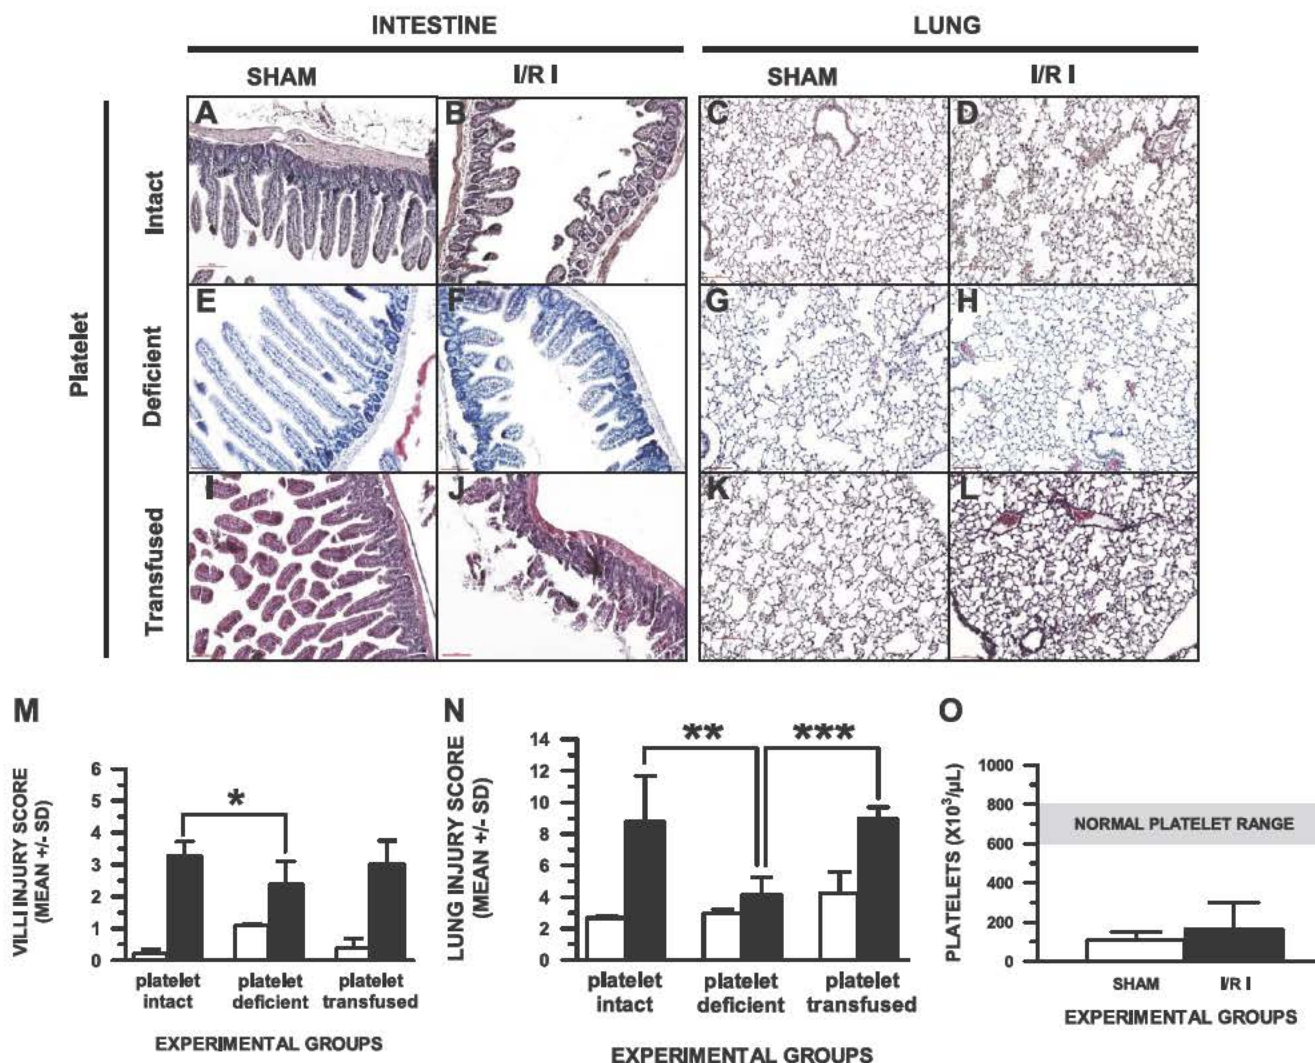 INTESTINE LUNG
SHAM I/R I SHAM I/R I
Platelet
Intact
A B C D
Deficient
E F G H
Transfused
I J K L
M
VILLI INJURY SCORE
(MEAN +/- SD)
6
5
4
3
2
1
0
*
platelet intact
platelet deficient
platelet transfused
EXPERIMENTAL GROUPS
N
LUNG INJURY SCORE
(MEAN +/- SD)
14
12
10
8
6
4
2
0
** ***
platelet intact
platelet deficient
platelet transfused
EXPERIMENTAL GROUPS
O
PLATELETS (X10³/µL)
1000
800
600
400
200
0
NORMAL PLATELET RANGE
SHAM I/R I
EXPERIMENTAL GROUPS